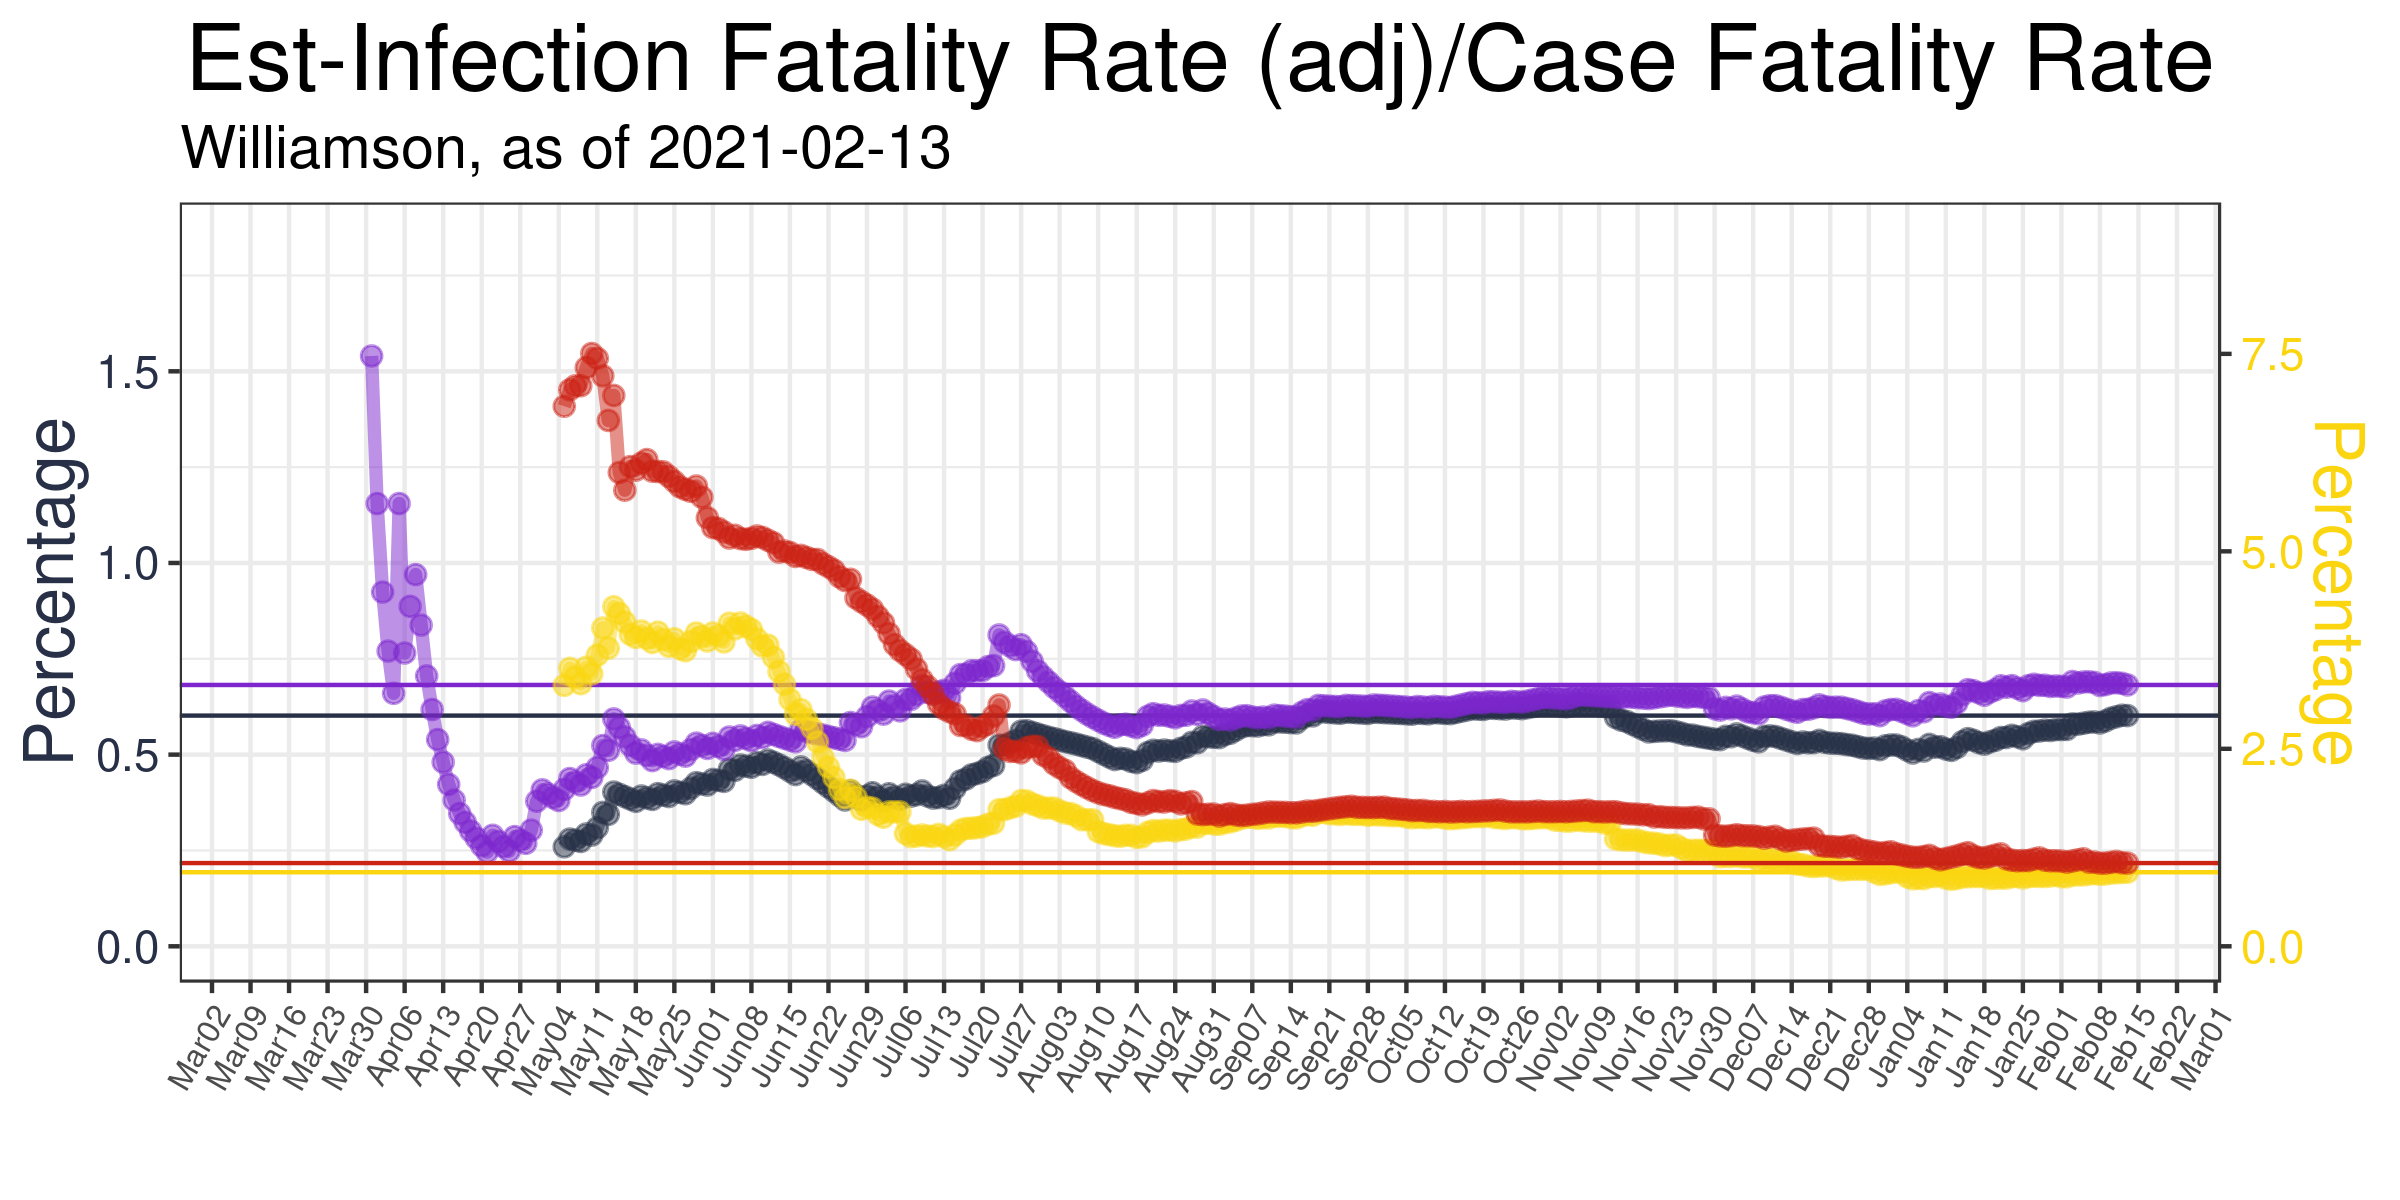 Est-Infection Fatality Rate (adj)/Case Fatality Rate
Williamson, as of 2021-02-13
Percentage
1.5
1.0
0.5
0.0
7.5
5.0
2.5
0.0
Percentage
Mar02
Mar09
Mar16
Mar23
Mar30
Apr06
Apr13
Apr20
Apr27
May04
May11
May18
May25
Jun01
Jun08
Jun15
Jun22
Jun29
Jul06
Jul13
Jul20
Jul27
Aug03
Aug10
Aug17
Aug24
Aug31
Sep07
Sep14
Sep21
Sep28
Oct05
Oct12
Oct19
Oct26
Nov02
Nov09
Nov16
Nov23
Nov30
Dec07
Dec14
Dec21
Dec28
Jan04
Jan11
Jan18
Jan25
Feb01
Feb08
Feb15
Feb22
Mar01